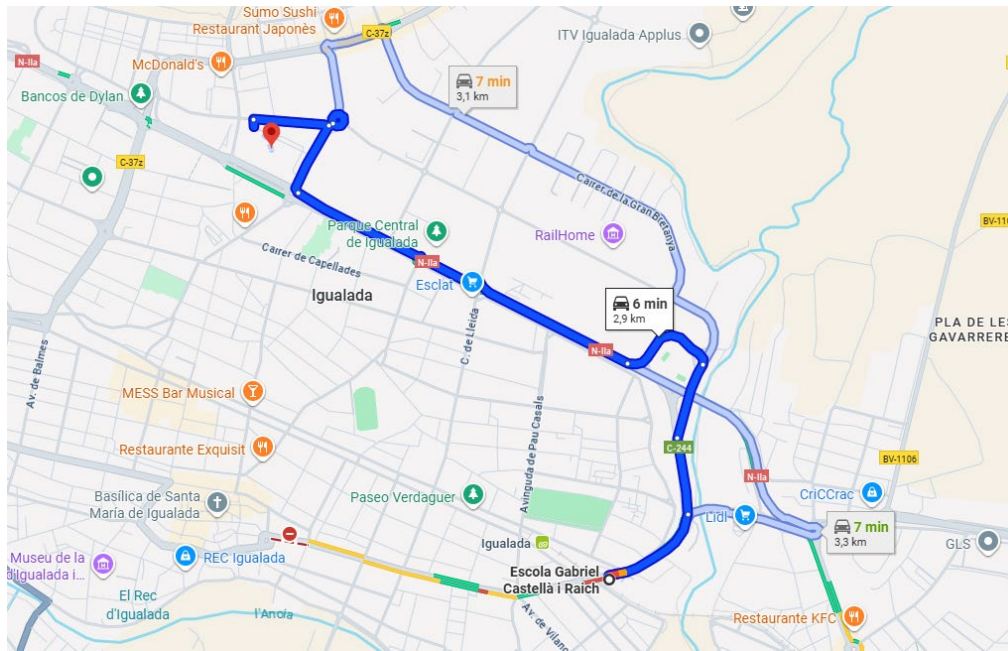 Sumo Sushi
Restaurant Japonès
C-37z
ITV Igualada Applus
N-IIa
McDonald's
Bancos de Dylan
7 min
3,1 km
C-37z
Carrer de la Gran Bretanya
BV-110
Parque Central
de Igualada
RailHome
Carrer de Capellades
N-IIa
Esclat
Igualada
6 min
2,9 km
PLA DE LES
GAVARRERE
C. de Lleida
N-IIa
Av. de Balmes
MESS Bar Musical
Avinguda de Pau Casals
Restaurante Exquisit
C-244
BV-1106
N-IIa
CriCCrac
Basílica de Santa
María de Igualada
Paseo Verdaguer
Lidl
7 min
3,3 km
GLS
Igualada
REC Igualada
Museu de la
d'Igualada i...
Escola Gabriel
Castellà i Raich
El Rec
d'Igualada
l'Anoia
Av. de Vilano
Restaurante KFC